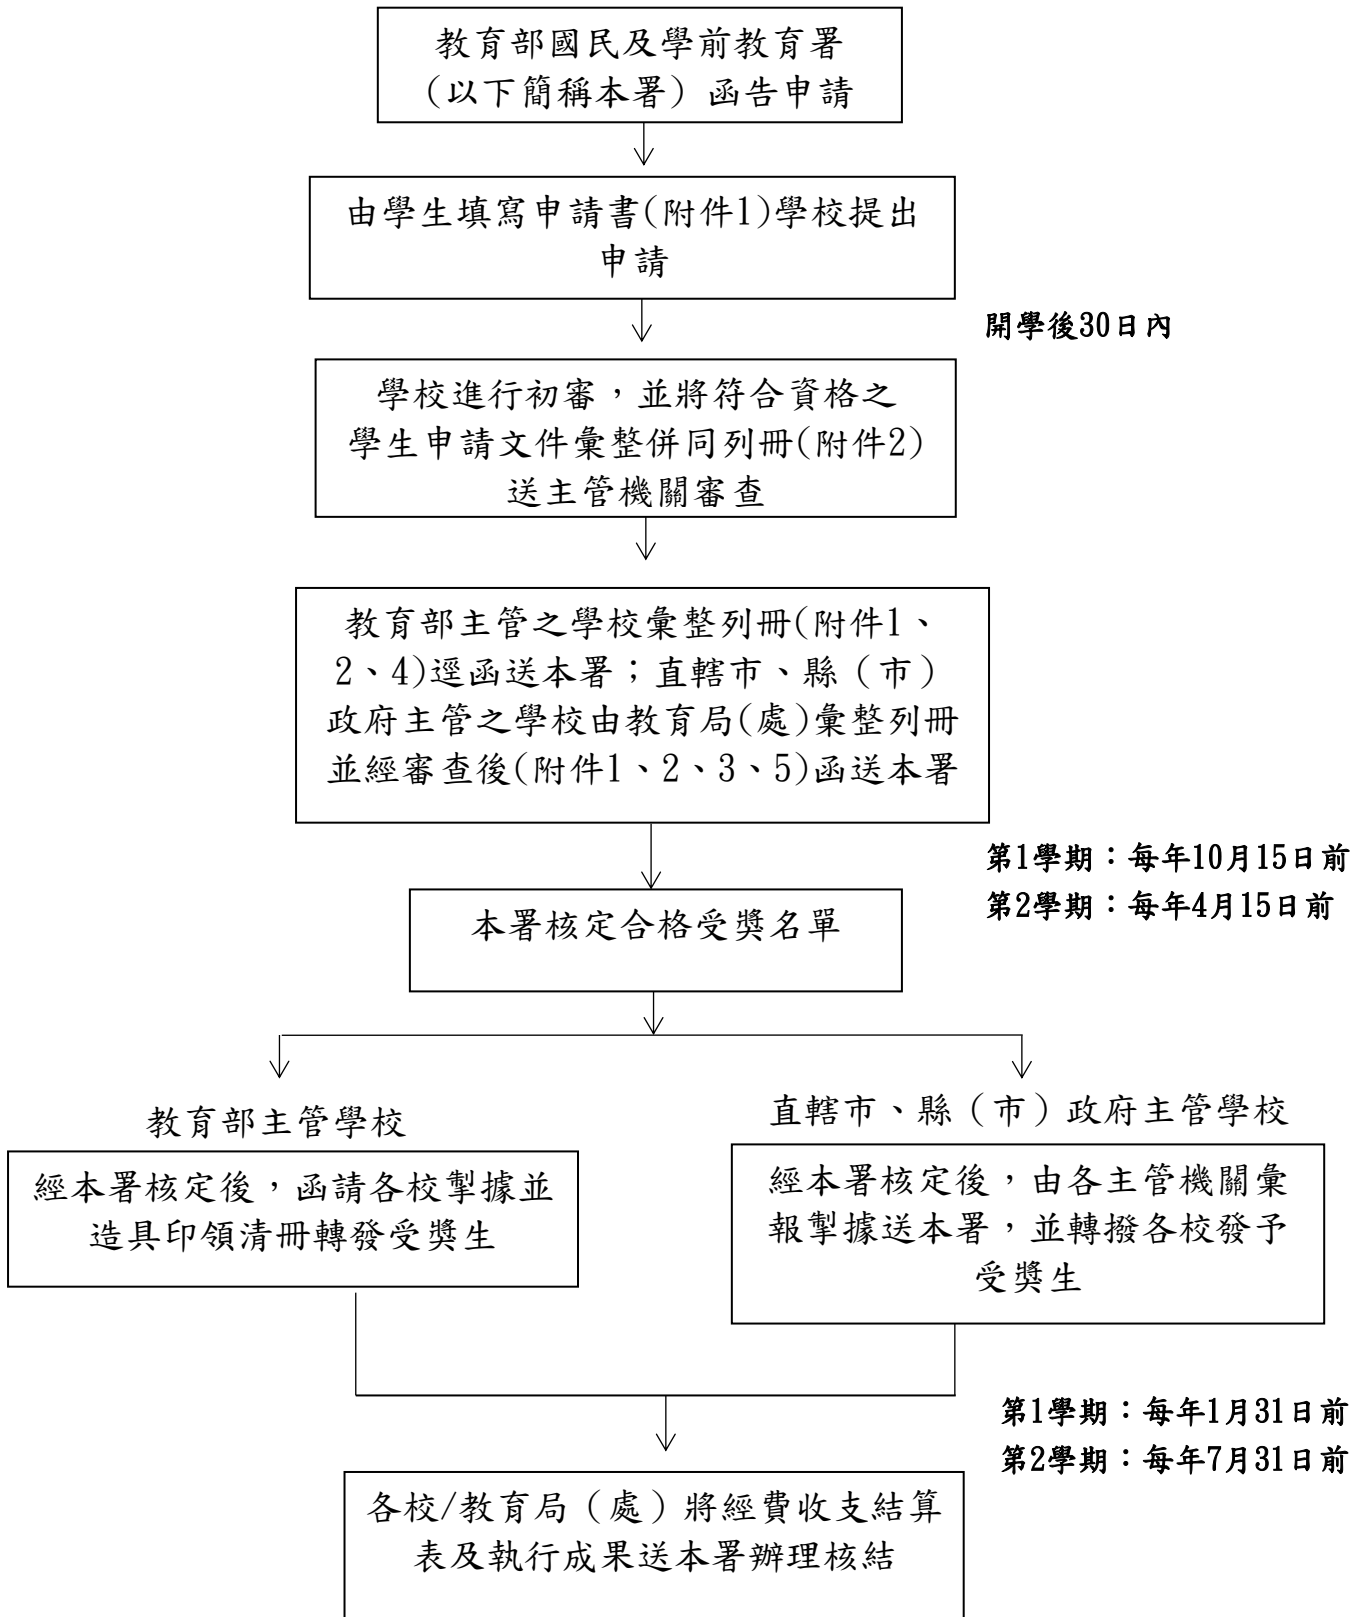 教育部國民及學前教育署
（以下簡稱本署）函告申請
由學生填寫申請書(附件1)學校提出
申請
開學後30日內
學校進行初審，並將符合資格之
學生申請文件彙整併同列冊(附件2)
送主管機關審查
教育部主管之學校彙整列冊(附件1、
2、4)逕函送本署；直轄市、縣（市）
政府主管之學校由教育局(處)彙整列冊
並經審查後(附件1、2、3、5)函送本署
第1學期：每年10月15日前
第2學期：每年4月15日前
本署核定合格受獎名單
教育部主管學校
經本署核定後，函請各校掣據並
造具印領清冊轉發受獎生
直轄市、縣（市）政府主管學校
經本署核定後，由各主管機關彙
報掣據送本署，並轉撥各校發予
受獎生
第1學期：每年1月31日前
第2學期：每年7月31日前
各校/教育局（處）將經費收支結算
表及執行成果送本署辦理核結